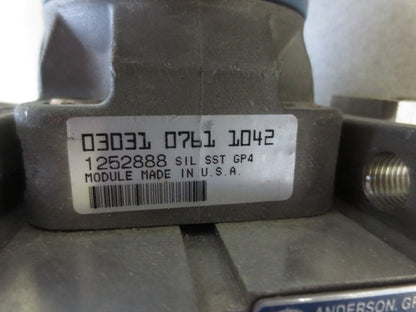 03031 0761 1042
1252888 SIL SST GP4
MODULE MADE IN U.S.A.
ANDERSON, GR